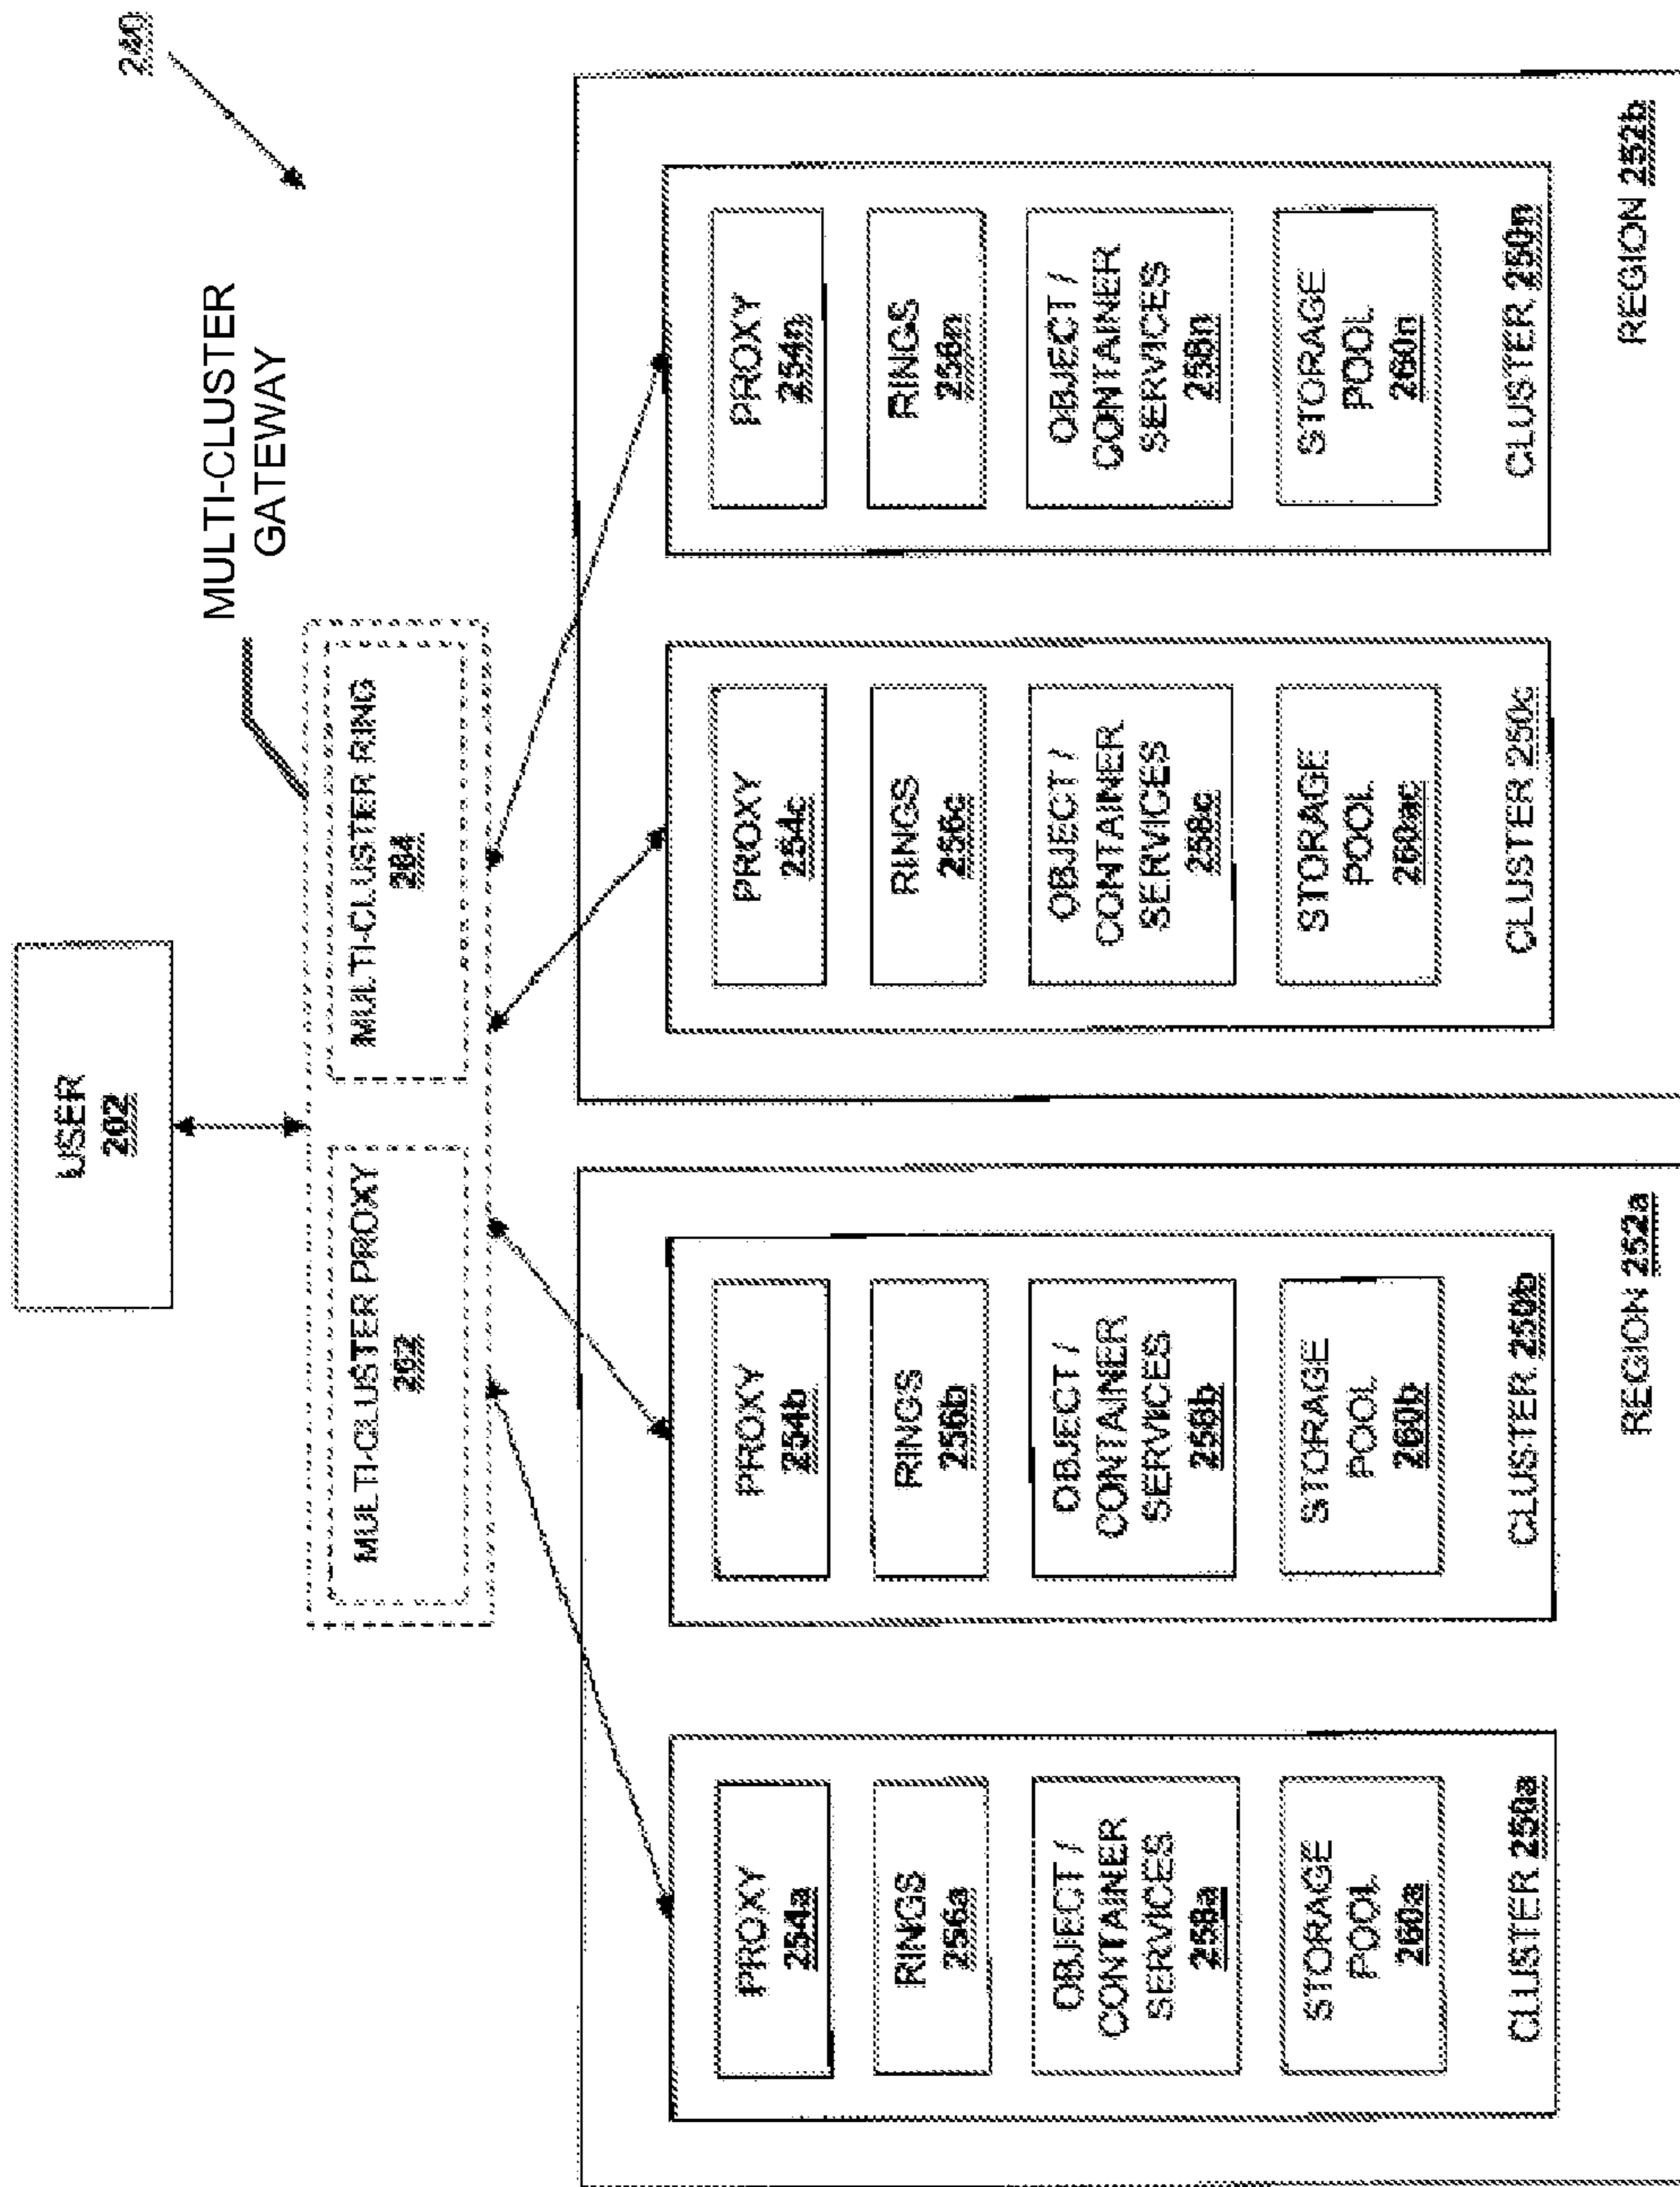 240
USER
202
MULTI-CLUSTER
GATEWAY
MULTI-CLUSTER PROXY
262
MULTI-CLUSTER RING
264
PROXY
254a
RINGS
256a
OBJECT /
CONTAINER
SERVICES
258a
STORAGE
POOL
260a
CLUSTER 250a
PROXY
254b
RINGS
256b
OBJECT /
CONTAINER
SERVICES
258b
STORAGE
POOL
260b
CLUSTER 250b
REGION 252a
PROXY
254c
RINGS
256c
OBJECT /
CONTAINER
SERVICES
258c
STORAGE
POOL
260ac
CLUSTER 250c
PROXY
254n
RINGS
256n
OBJECT /
CONTAINER
SERVICES
258n
STORAGE
POOL
260n
CLUSTER 250n
REGION 252b